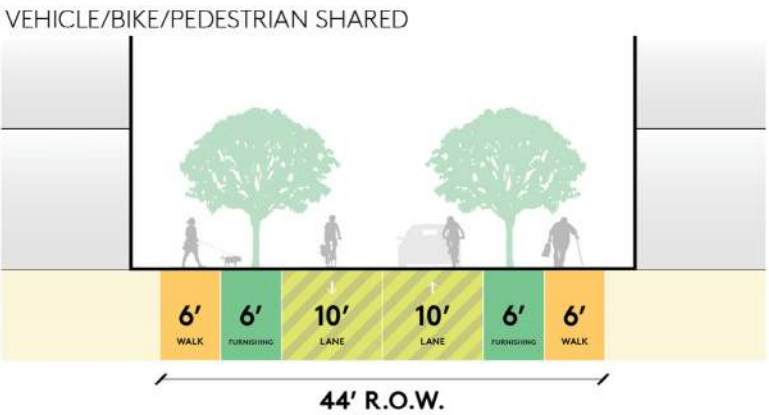 VEHICLE/BIKE/PEDESTRIAN SHARED
6' 6' 10' 10' 6' 6'
WALK FURNISHING LANE LANE FURNISHING WALK
44' R.O.W.